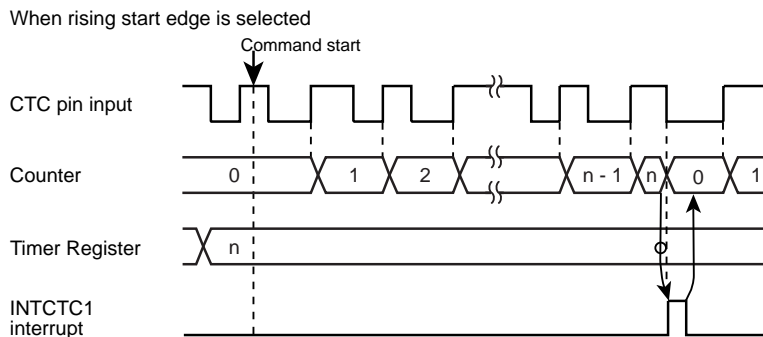 When rising start edge is selected
Command start
CTC pin input
Counter
0 1 2 n - 1 n 0 1
Timer Register
n
INTCTC1
interrupt